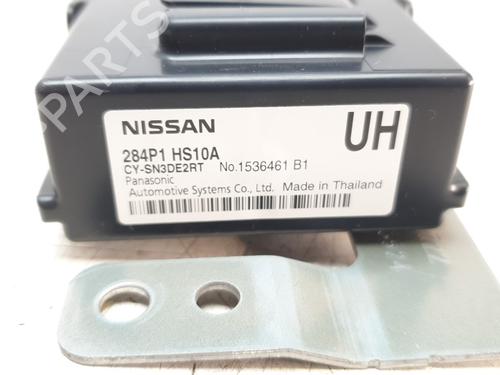 PARTS
NISSAN
UH
284P1 HS10A
CY-SN3DE2RT No.1536461 B1
Panasonic
Automotive Systems Co., Ltd. Made in Thailand